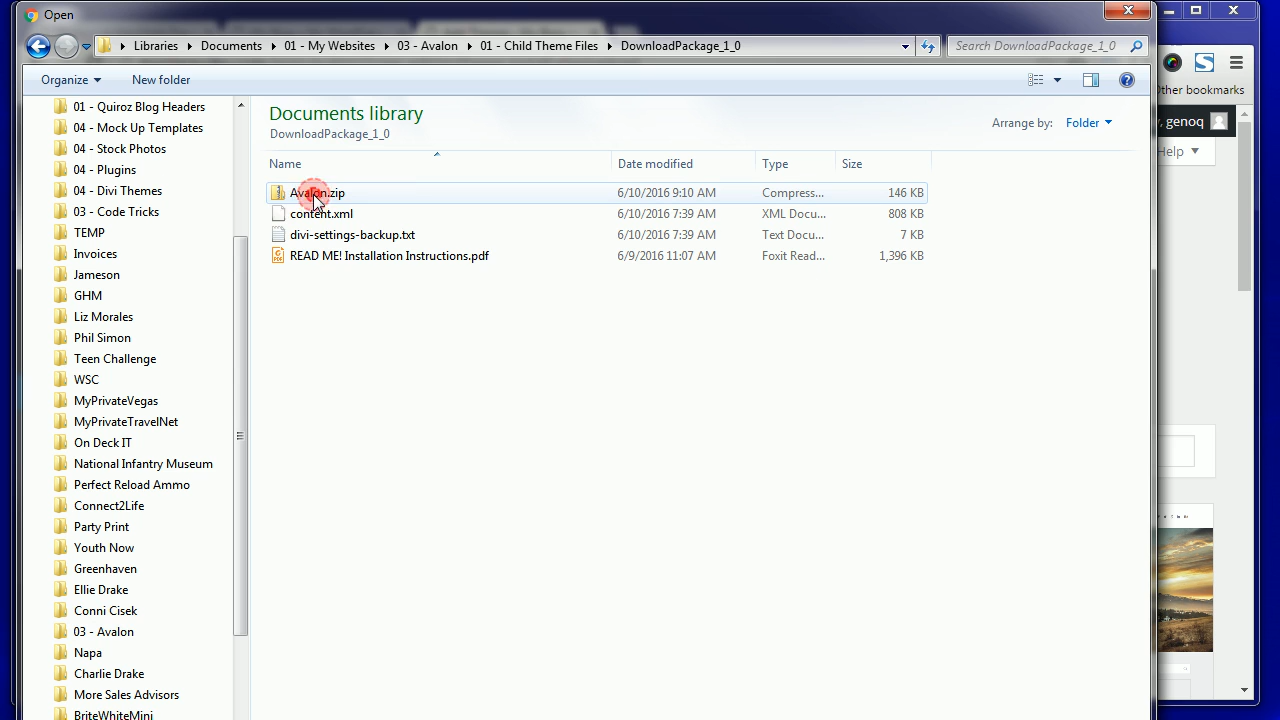 Open
Libraries Documents 01 - My Websites 03 - Avalon 01 - Child Theme Files DownloadPackage_1_0
Search DownloadPackage_1_0
Organize New folder
Other bookmarks
genoq
Help
01 - Quiroz Blog Headers
04 - Mock Up Templates
04 - Stock Photos
04 - Plugins
04 - Divi Themes
03 - Code Tricks
TEMP
Invoices
Jameson
GHM
Liz Morales
Phil Simon
Teen Challenge
WSC
MyPrivateVegas
MyPrivateTravelNet
On Deck IT
National Infantry Museum
Perfect Reload Ammo
Connect2Life
Party Print
Youth Now
Greenhaven
Ellie Drake
Conni Cisek
03 - Avalon
Napa
Charlie Drake
More Sales Advisors
BriteWhiteMini
Documents library
DownloadPackage_1_0
Arrange by: Folder
Name Date modified Type Size
Avalon.zip 6/10/2016 9:10 AM Compress... 146 KB
content.xml 6/10/2016 7:39 AM XML Docu... 808 KB
divi-settings-backup.txt 6/10/2016 7:39 AM Text Docu... 7 KB
READ ME! Installation Instructions.pdf 6/9/2016 11:07 AM Foxit Read... 1,396 KB